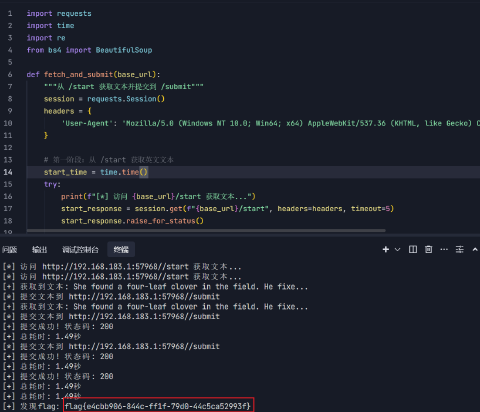 1 import requests
2 import time
3 import re
4 from bs4 import BeautifulSoup
5
6 def fetch_and_submit(base_url):
7 """从 /start 获取文本并提交到 /submit"""
8 session = requests.Session()
9 headers = {
10 'User-Agent': 'Mozilla/5.0 (Windows NT 10.0; Win64; x64) AppleWebKit/537.36 (KHTML, like Gecko) C
11 }
12
13 # 第一阶段：从 /start 获取英文文本
14 start_time = time.time()
15 try:
16 print(f"[*] 访问 {base_url}/start 获取文本...")
17 start_response = session.get(f"{base_url}/start", headers=headers, timeout=5)
18 start_response.raise_for_status()
19
问题 输出 调试控制台 终端
[*] 访问 http://192.168.183.1:57968//start 获取文本...
[*] 访问 http://192.168.183.1:57968//start 获取文本...
[+] 获取到文本: She found a four-leaf clover in the field. He fixe...
[*] 提交文本到 http://192.168.183.1:57968//submit
[+] 获取到文本: She found a four-leaf clover in the field. He fixe...
[*] 提交文本到 http://192.168.183.1:57968//submit
[+] 提交成功! 状态码: 200
[+] 总耗时: 1.49秒
[*] 提交文本到 http://192.168.183.1:57968//submit
[+] 提交成功! 状态码: 200
[+] 总耗时: 1.49秒
[+] 提交成功! 状态码: 200
[+] 总耗时: 1.49秒
[+] 总耗时: 1.49秒
[+] 发现flag: flag{e4cbb986-844c-ff1f-79d0-44c5ca52993f}